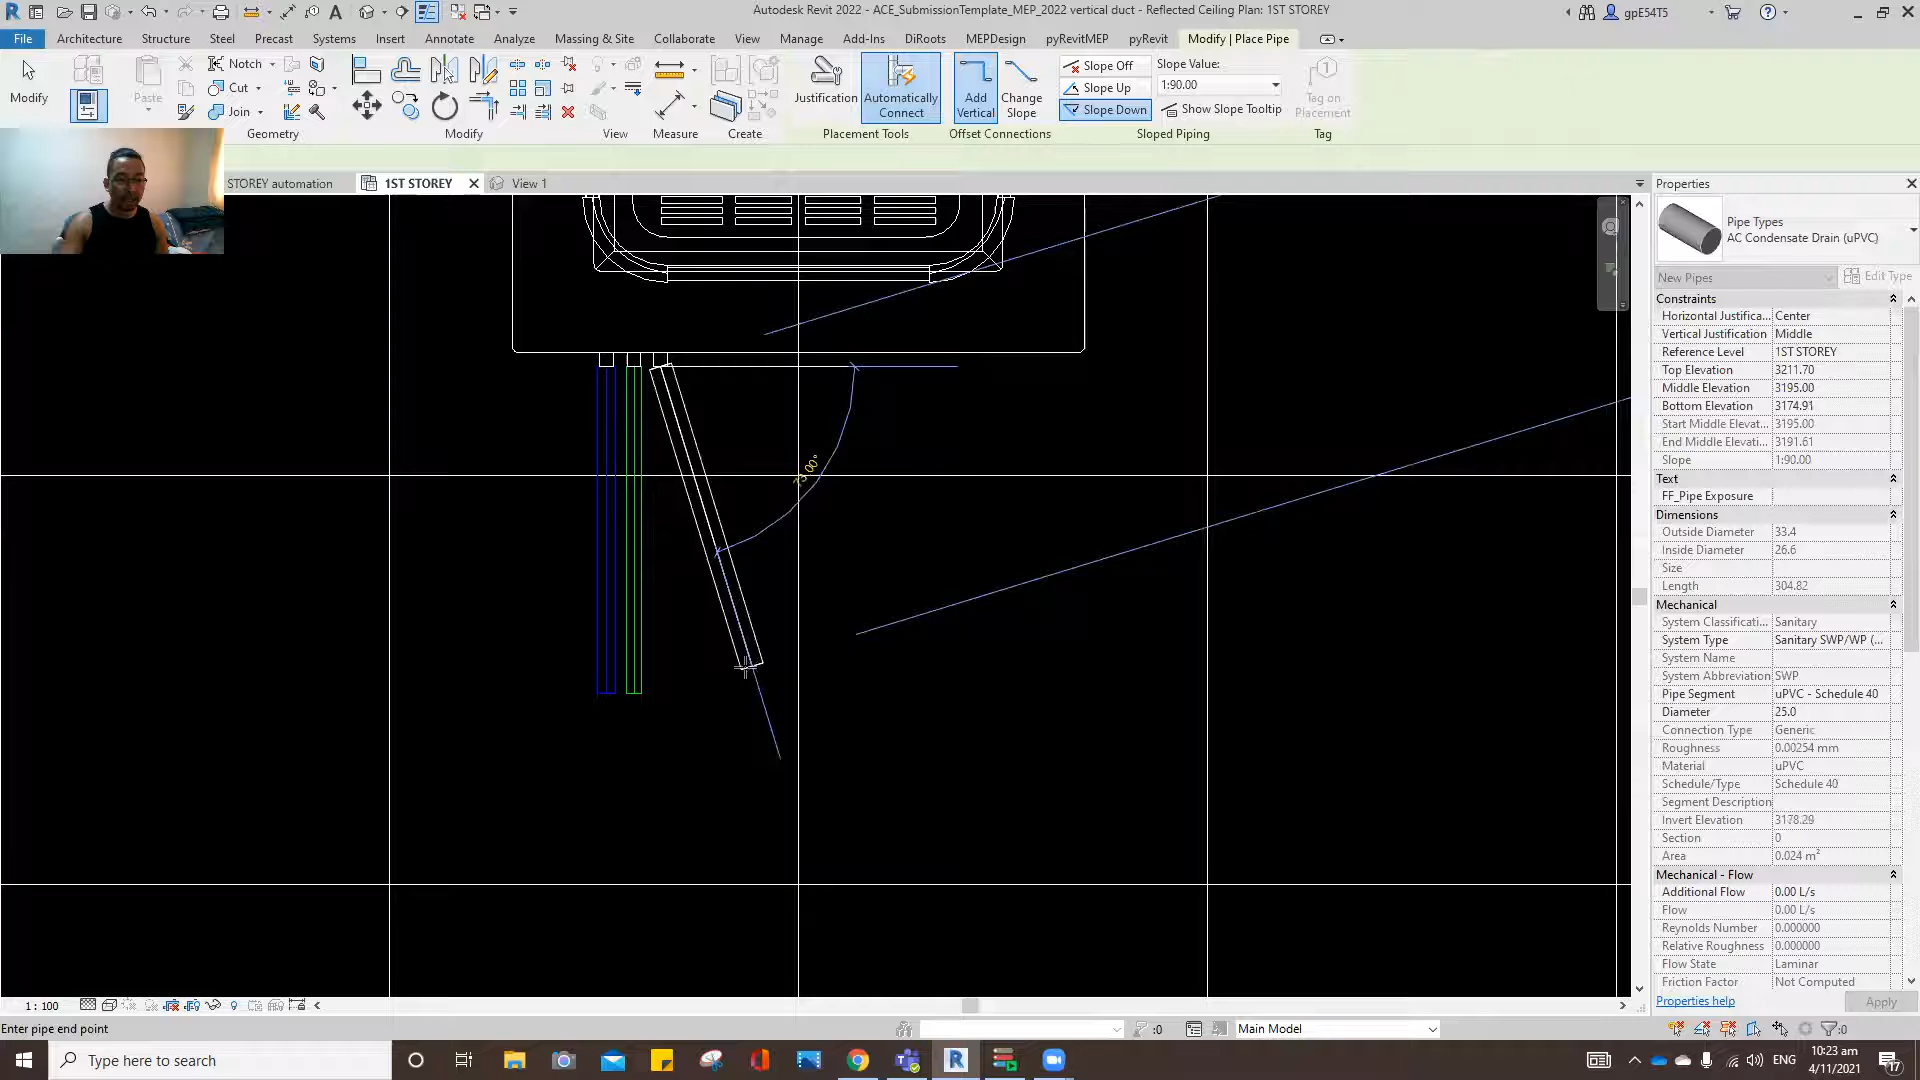 Autodesk Revit 2022 - ACE_SubmissionTemplate_MEP_2022 vertical duct - Reflected Ceiling Plan: 1ST STOREY
gpE54T5
File Architecture Structure Steel Precast Systems Insert Annotate Analyze Massing & Site Collaborate View Manage Add-Ins DiRoots MEPDesign pyRevitMEP pyRevit Modify | Place Pipe
Modify
Paste
Notch
Cut
Join
Geometry
Modify
View
Measure
Create
Justification
Automatically Connect
Placement Tools
Add Vertical
Change Slope
Offset Connections
Slope Off
Slope Up
Slope Down
Slope Value:
1:90.00
Show Slope Tooltip
Sloped Piping
Tag on Placement
Tag
STOREY automation
1ST STOREY
View 1
73.00°
Properties
Pipe Types
AC Condensate Drain (uPVC)
New Pipes
Edit Type
Constraints
Horizontal Justifica... Center
Vertical Justification Middle
Reference Level 1ST STOREY
Top Elevation 3211.70
Middle Elevation 3195.00
Bottom Elevation 3174.91
Start Middle Elevat... 3195.00
End Middle Elevati... 3191.61
Slope 1:90.00
Text
FF_Pipe Exposure
Dimensions
Outside Diameter 33.4
Inside Diameter 26.6
Size
Length 304.82
Mechanical
System Classificati... Sanitary
System Type Sanitary SWP/WP (...
System Name
System Abbreviation SWP
Pipe Segment uPVC - Schedule 40
Diameter 25.0
Connection Type Generic
Roughness 0.00254 mm
Material uPVC
Schedule/Type Schedule 40
Segment Description
Invert Elevation 3178.29
Section 0
Area 0.024 m²
Mechanical - Flow
Additional Flow 0.00 L/s
Flow 0.00 L/s
Reynolds Number 0.000000
Relative Roughness 0.000000
Flow State Laminar
Friction Factor Not Computed
Properties help
Apply
1 : 100
Enter pipe end point
:0
Main Model
:0
Type here to search
ENG
10:23 am
4/11/2021
17